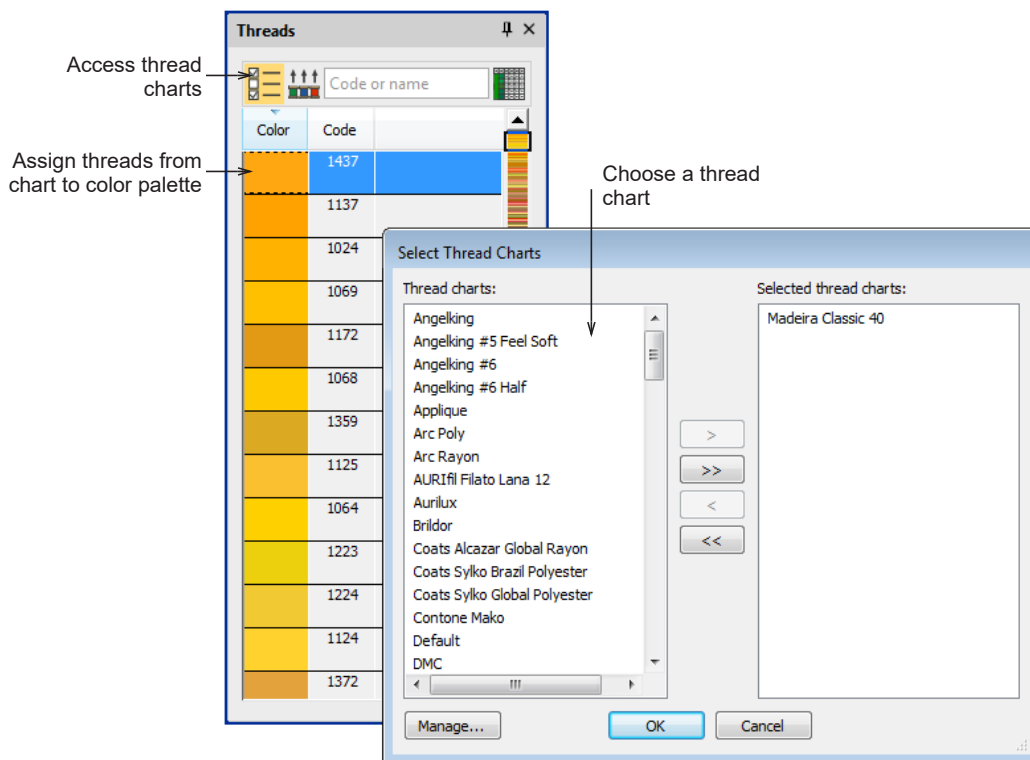 Threads
Access thread
charts
Code or name
Color Code
Assign threads from
chart to color palette
1437
1137
1024
1069
1172
1068
1359
1125
1064
1223
1224
1124
1372
Choose a thread
chart
Select Thread Charts
Thread charts:
Angelking
Angelking #5 Feel Soft
Angelking #6
Angelking #6 Half
Applique
Arc Poly
Arc Rayon
AURIfil Filato Lana 12
Aurilux
Brildor
Coats Alcazar Global Rayon
Coats Sylko Brazil Polyester
Coats Sylko Global Polyester
Contone Mako
Default
DMC
>
>>
<
<<
Selected thread charts:
Madeira Classic 40
Manage... OK Cancel